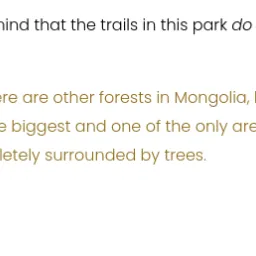 mind that the trails in this park do
ere are other forests in Mongolia,
e biggest and one of the only are
letely surrounded by trees.